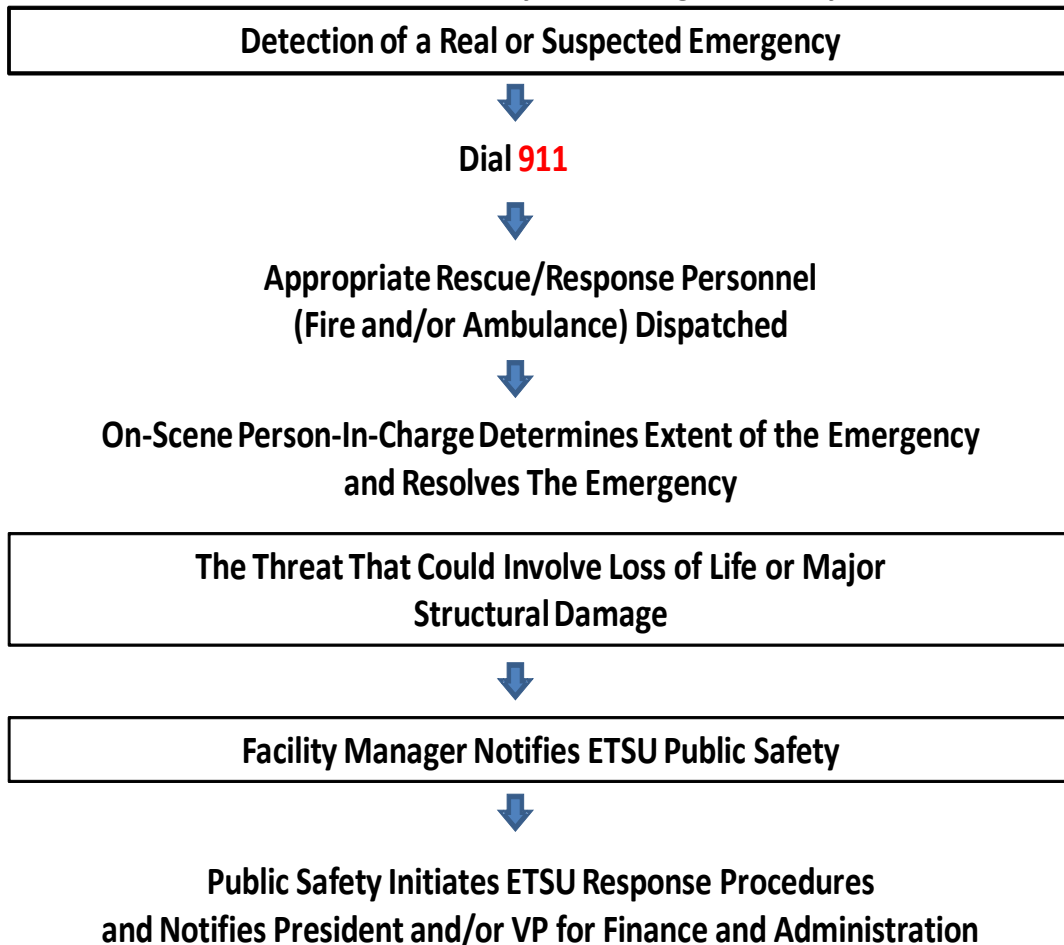 Detection of a Real or Suspected Emergency
Dial 911
Appropriate Rescue/Response Personnel
(Fire and/or Ambulance) Dispatched
On-Scene Person-In-Charge Determines Extent of the Emergency
and Resolves The Emergency
The Threat That Could Involve Loss of Life or Major
Structural Damage
Facility Manager Notifies ETSU Public Safety
Public Safety Initiates ETSU Response Procedures
and Notifies President and/or VP for Finance and Administration